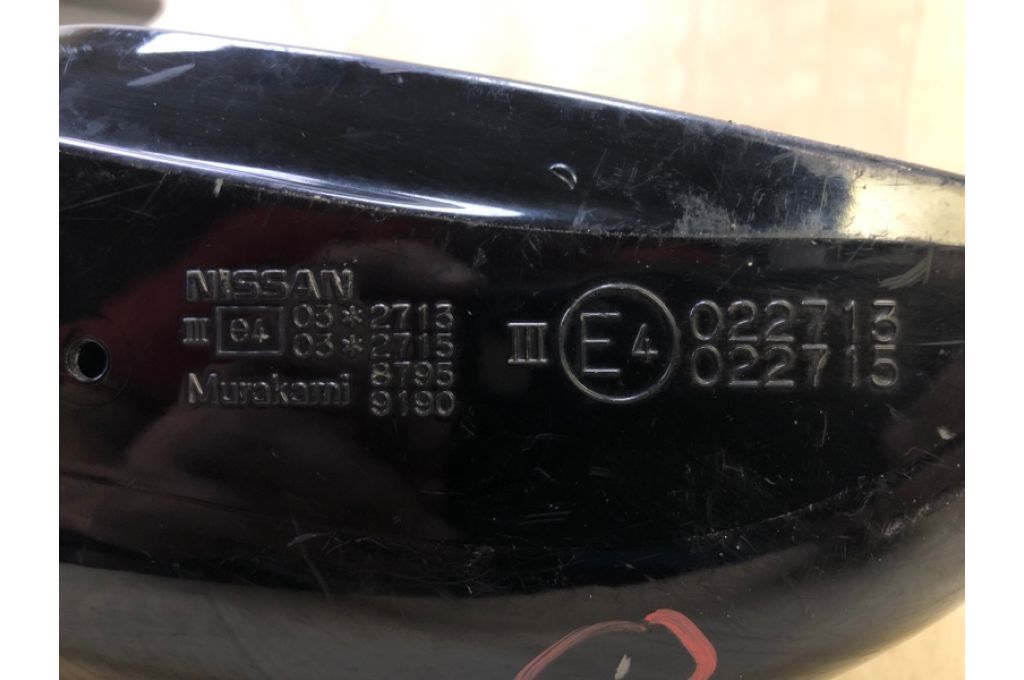 NISSAN
III e4 03*2713
03*2715
Murakami 8795
9190
III E4 022713
022715